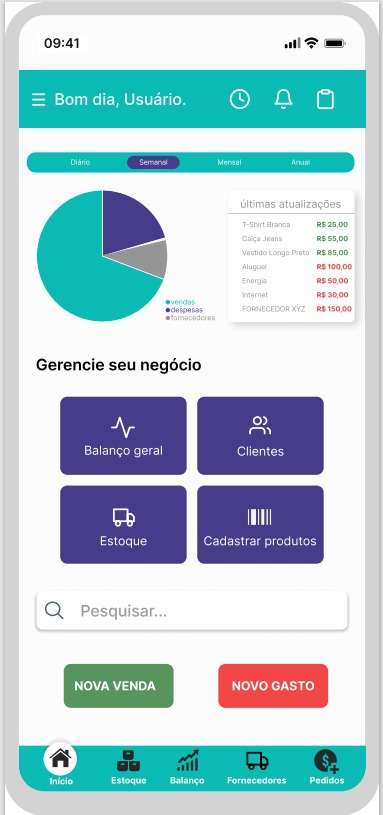 09:41
Bom dia, Usuário.
Diário Semanal Mensal Anual
últimas atualizações
T-Shirt Branca R$ 25,00
Calça Jeans R$ 55,00
Vestido Longo Preto R$ 85,00
Aluguel R$ 100,00
Energia R$ 50,00
Internet R$ 30,00
FORNECEDOR XYZ R$ 150,00
vendas
despesas
fornecedores
Gerencie seu negócio
Balanço geral
Clientes
Estoque
Cadastrar produtos
Pesquisar...
NOVA VENDA
NOVO GASTO
Início Estoque Balanço Fornecedores Pedidos